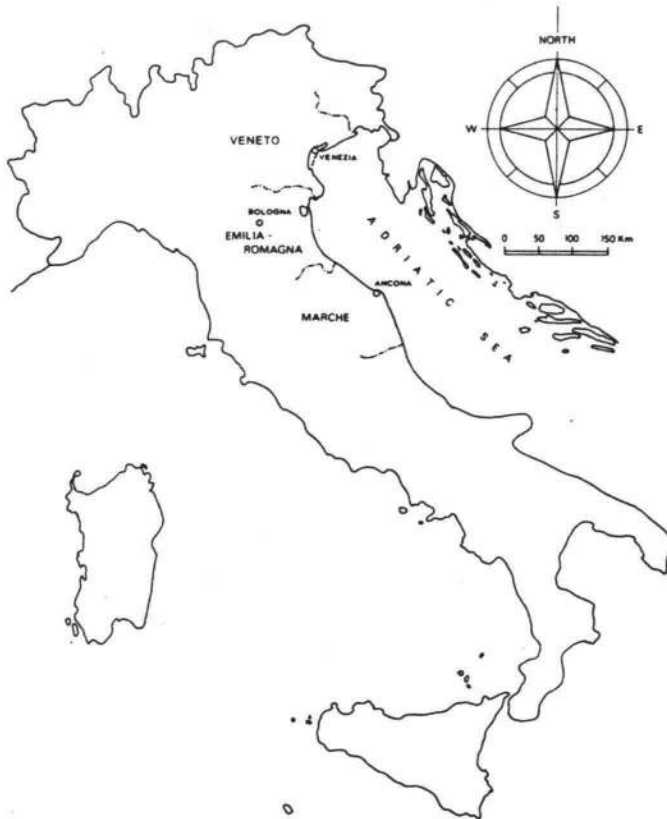 NORTH
W
E
S
0 50 100 150 Km
VENETO
VENEZIA
BOLOGNA
EMILIA-
ROMAGNA
ADRIATIC SEA
ANCONA
MARCHE